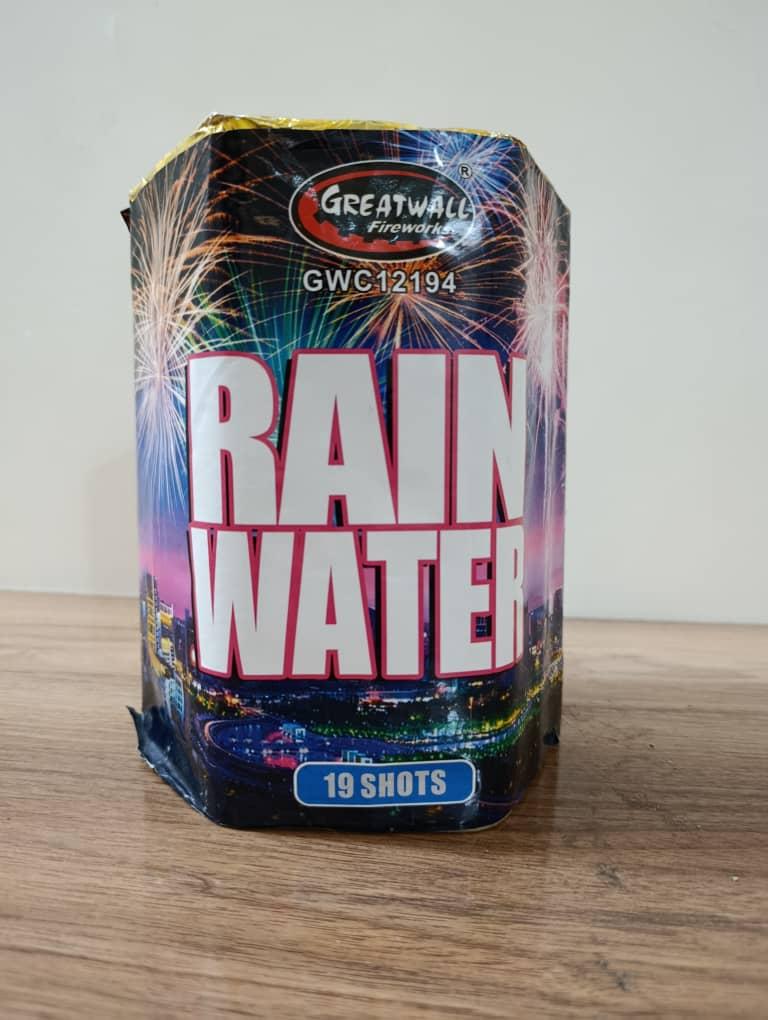 ®
GREATWALL
Fireworks
GWC12194
RAIN
WATER
19 SHOTS